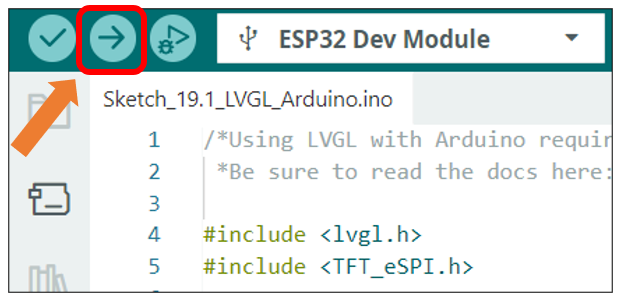 ESP32 Dev Module
Sketch_19.1_LVGL_Arduino.ino
1 /*Using LVGL with Arduino requir
2 *Be sure to read the docs here:
3
4 #include <lvgl.h>
5 #include <TFT_eSPI.h>